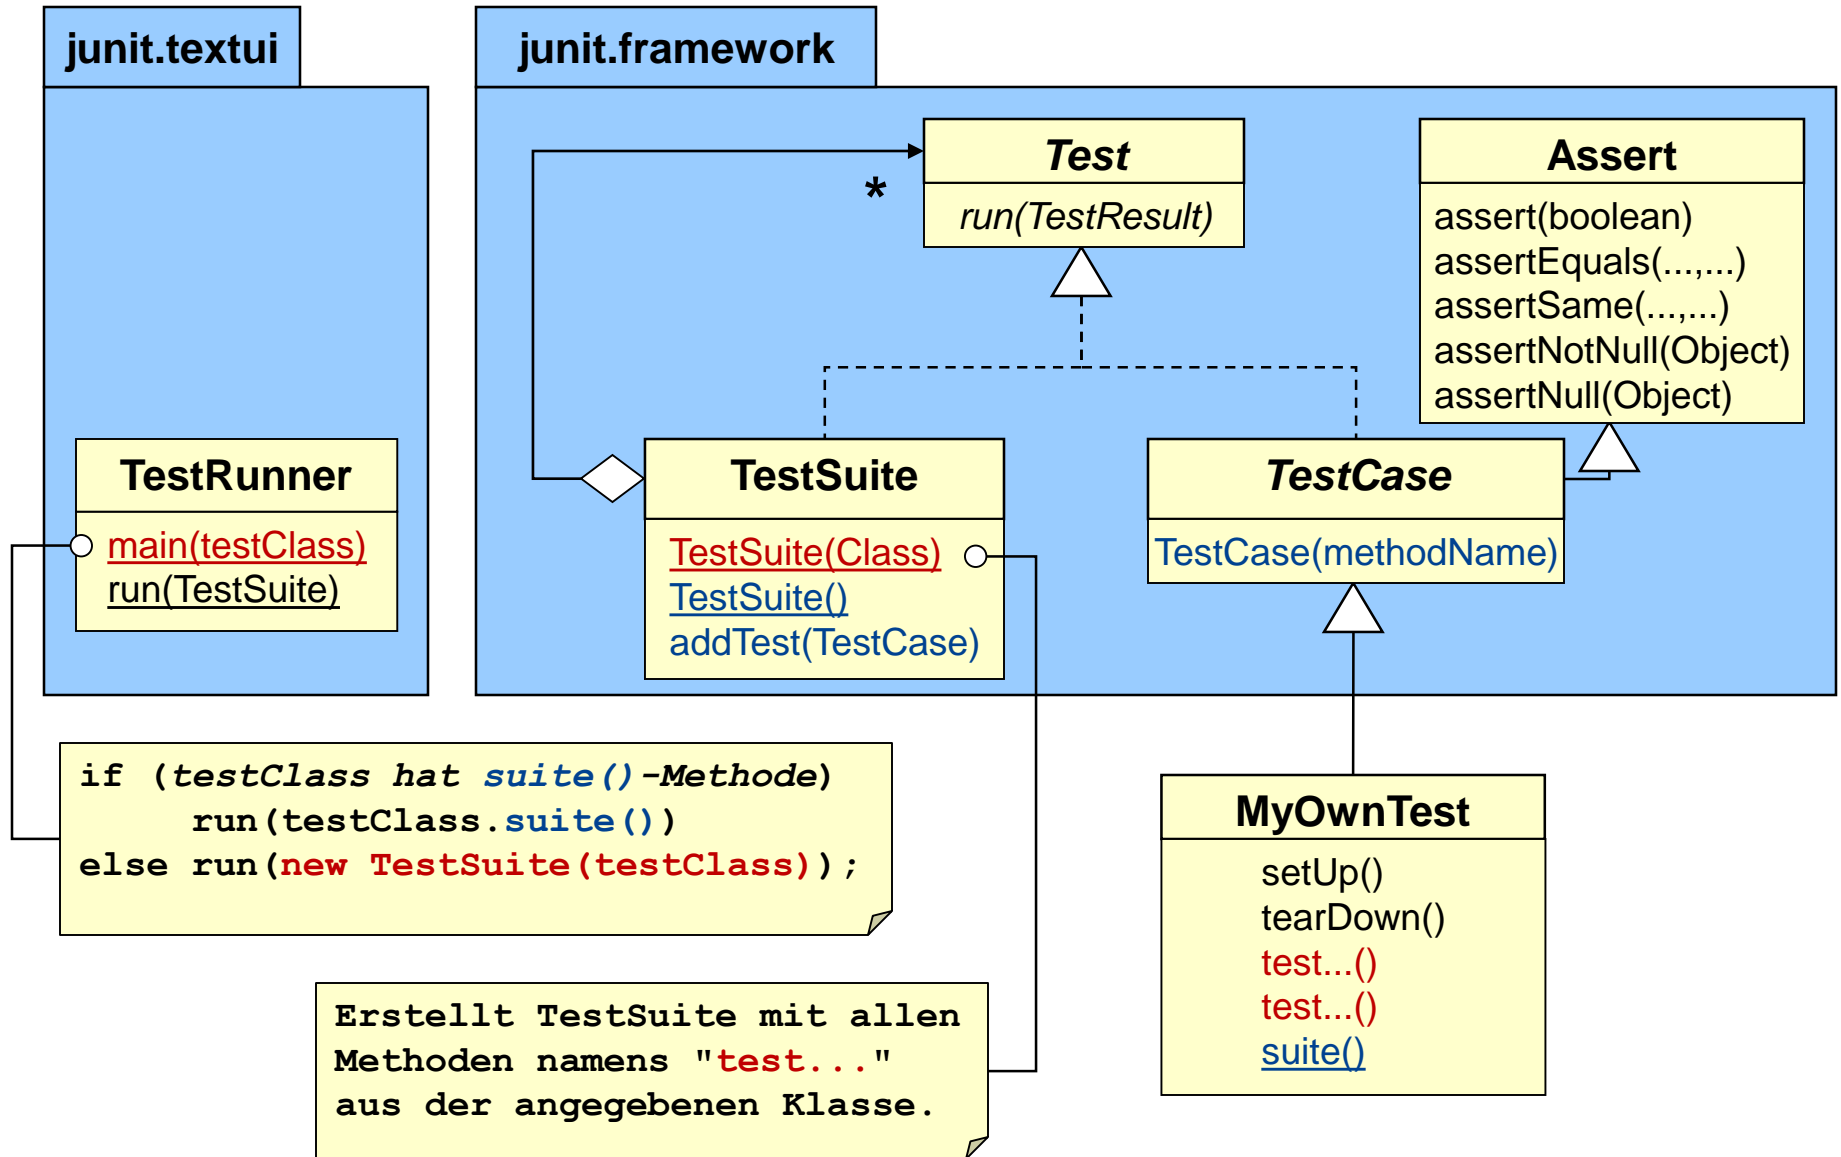 junit.textui
junit.framework
Test
run(TestResult)
*
Assert
assert(boolean)
assertEquals(...,...)
assertSame(...,...)
assertNotNull(Object)
assertNull(Object)
TestRunner
main(testClass)
run(TestSuite)
TestSuite
TestSuite(Class)
TestSuite()
addTest(TestCase)
TestCase
TestCase(methodName)
if (testClass hat suite()-Methode)
run(testClass.suite())
else run(new TestSuite(testClass));
MyOwnTest
setUp()
tearDown()
test...()
test...()
suite()
Erstellt TestSuite mit allen
Methoden namens "test..."
aus der angegebenen Klasse.